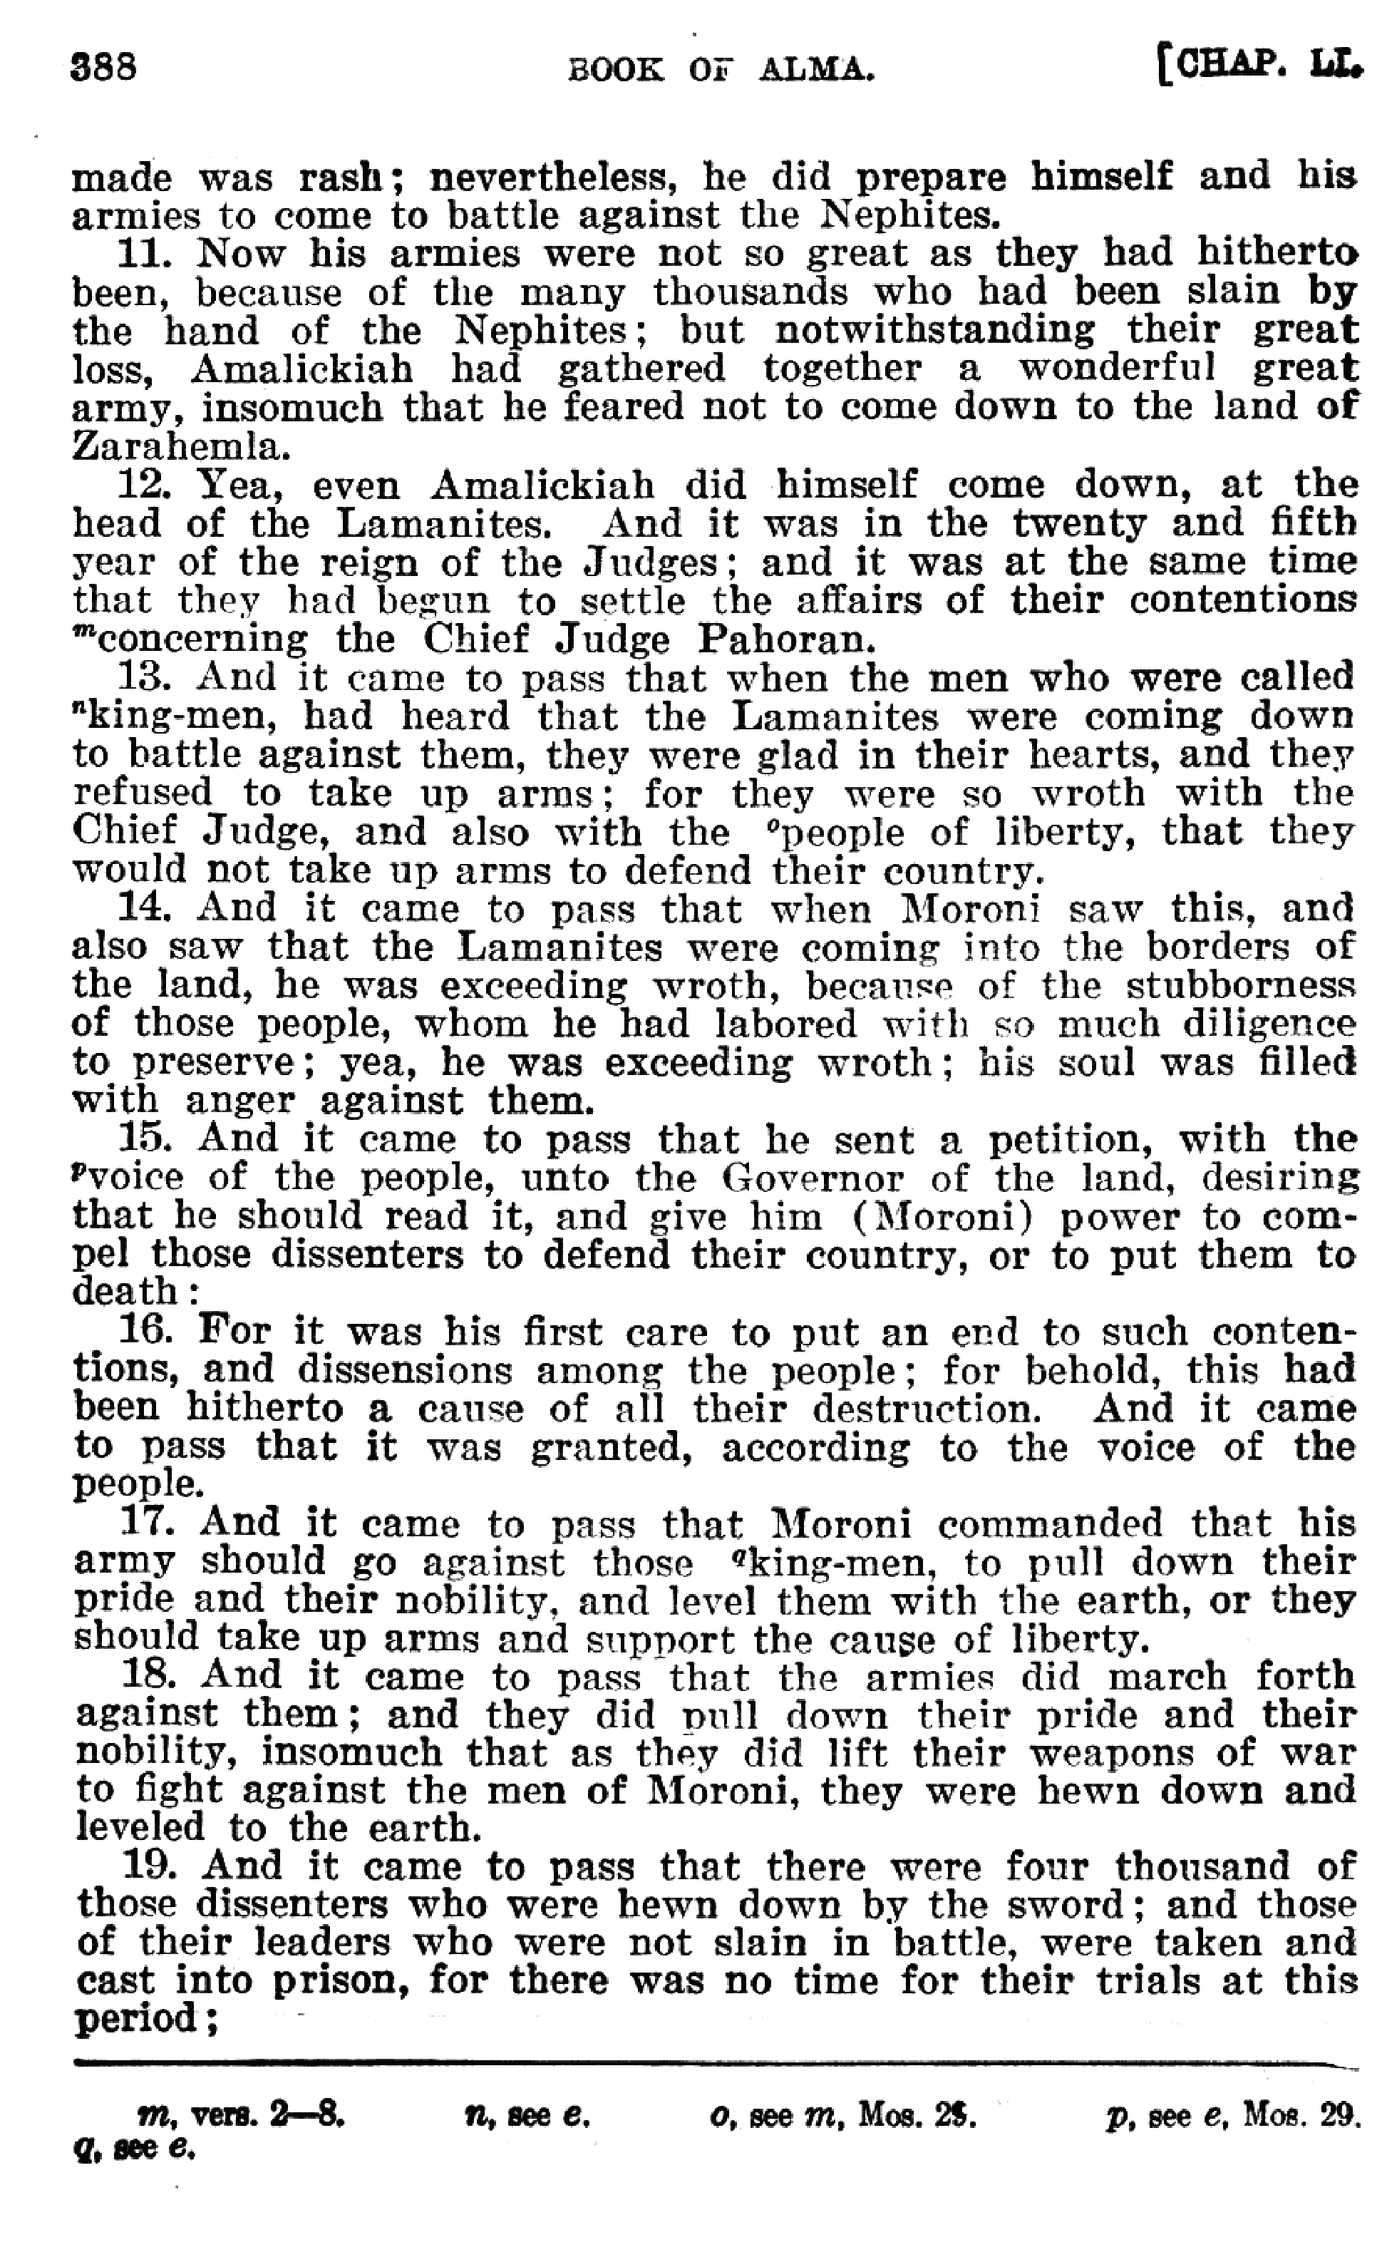 388 BOOK OF ALMA. [CHAP. LI.
made was rash; nevertheless, he did prepare himself and his
armies to come to battle against the Nephites.
11. Now his armies were not so great as they had hitherto
been, because of the many thousands who had been slain by
the hand of the Nephites; but notwithstanding their great
loss, Amalickiah had gathered together a wonderful great
army, insomuch that he feared not to come down to the land of
Zarahemla.
12. Yea, even Amalickiah did himself come down, at the
head of the Lamanites. And it was in the twenty and fifth
year of the reign of the Judges; and it was at the same time
that they had begun to settle the affairs of their contentions
mconcerning the Chief Judge Pahoran.
13. And it came to pass that when the men who were called
nking-men, had heard that the Lamanites were coming down
to battle against them, they were glad in their hearts, and they
refused to take up arms; for they were so wroth with the
Chief Judge, and also with the opeople of liberty, that they
would not take up arms to defend their country.
14. And it came to pass that when Moroni saw this, and
also saw that the Lamanites were coming into the borders of
the land, he was exceeding wroth, because of the stubborness
of those people, whom he had labored with so much diligence
to preserve; yea, he was exceeding wroth; his soul was filled
with anger against them.
15. And it came to pass that he sent a petition, with the
pvoice of the people, unto the Governor of the land, desiring
that he should read it, and give him (Moroni) power to com-
pel those dissenters to defend their country, or to put them to
death:
16. For it was his first care to put an end to such conten-
tions, and dissensions among the people; for behold, this had
been hitherto a cause of all their destruction. And it came
to pass that it was granted, according to the voice of the
people.
17. And it came to pass that Moroni commanded that his
army should go against those qking-men, to pull down their
pride and their nobility, and level them with the earth, or they
should take up arms and support the cause of liberty.
18. And it came to pass that the armies did march forth
against them; and they did pull down their pride and their
nobility, insomuch that as they did lift their weapons of war
to fight against the men of Moroni, they were hewn down and
leveled to the earth.
19. And it came to pass that there were four thousand of
those dissenters who were hewn down by the sword; and those
of their leaders who were not slain in battle, were taken and
cast into prison, for there was no time for their trials at this
period;
m, vers. 2—8. n, see e. o, see m, Mos. p, see e, Mos. 29.
q, see e.